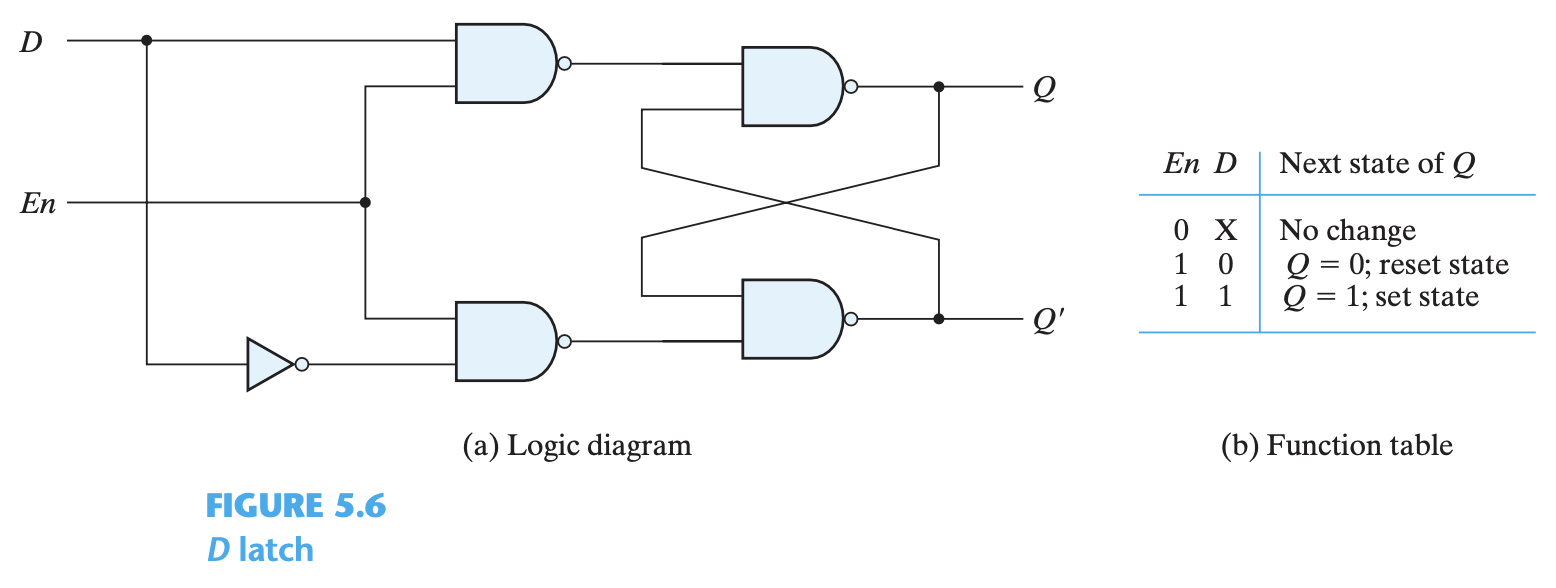 D
En
Q
Q′
En D Next state of Q
0 X No change
1 0 Q = 0; reset state
1 1 Q = 1; set state
(a) Logic diagram
(b) Function table
FIGURE 5.6
D latch